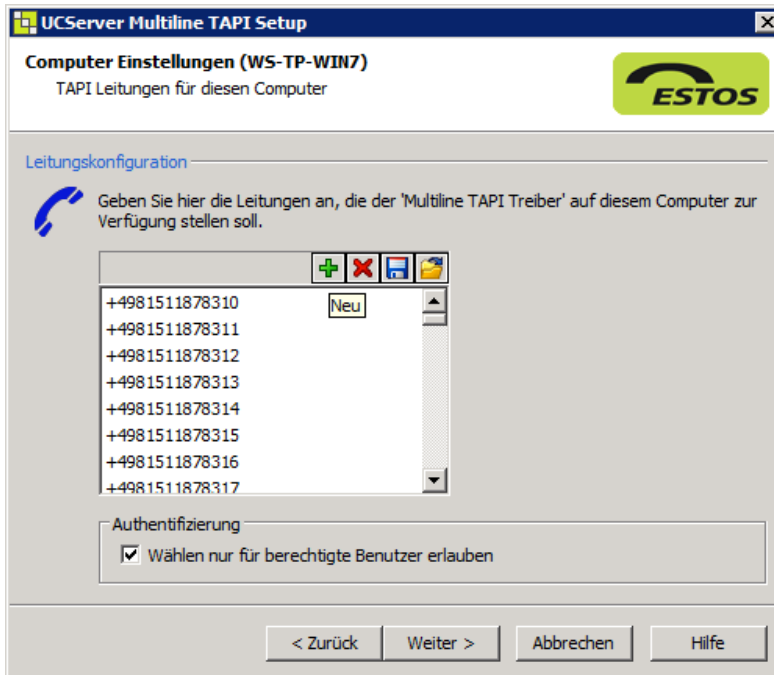 UCServer Multiline TAPI Setup
Computer Einstellungen (WS-TP-WIN7)
TAPI Leitungen für diesen Computer
ESTOS
Leitungskonfiguration
Geben Sie hier die Leitungen an, die der 'Multiline TAPI Treiber' auf diesem Computer zur
Verfügung stellen soll.
+4981511878310
Neu
+4981511878311
+4981511878312
+4981511878313
+4981511878314
+4981511878315
+4981511878316
+4981511878317
Authentifizierung
Wählen nur für berechtigte Benutzer erlauben
< Zurück
Weiter >
Abbrechen
Hilfe